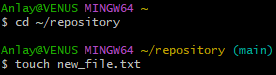 Anlay@VENUS MINGW64 ~
$ cd ~/repository
Anlay@VENUS MINGW64 ~/repository (main)
$ touch new_file.txt